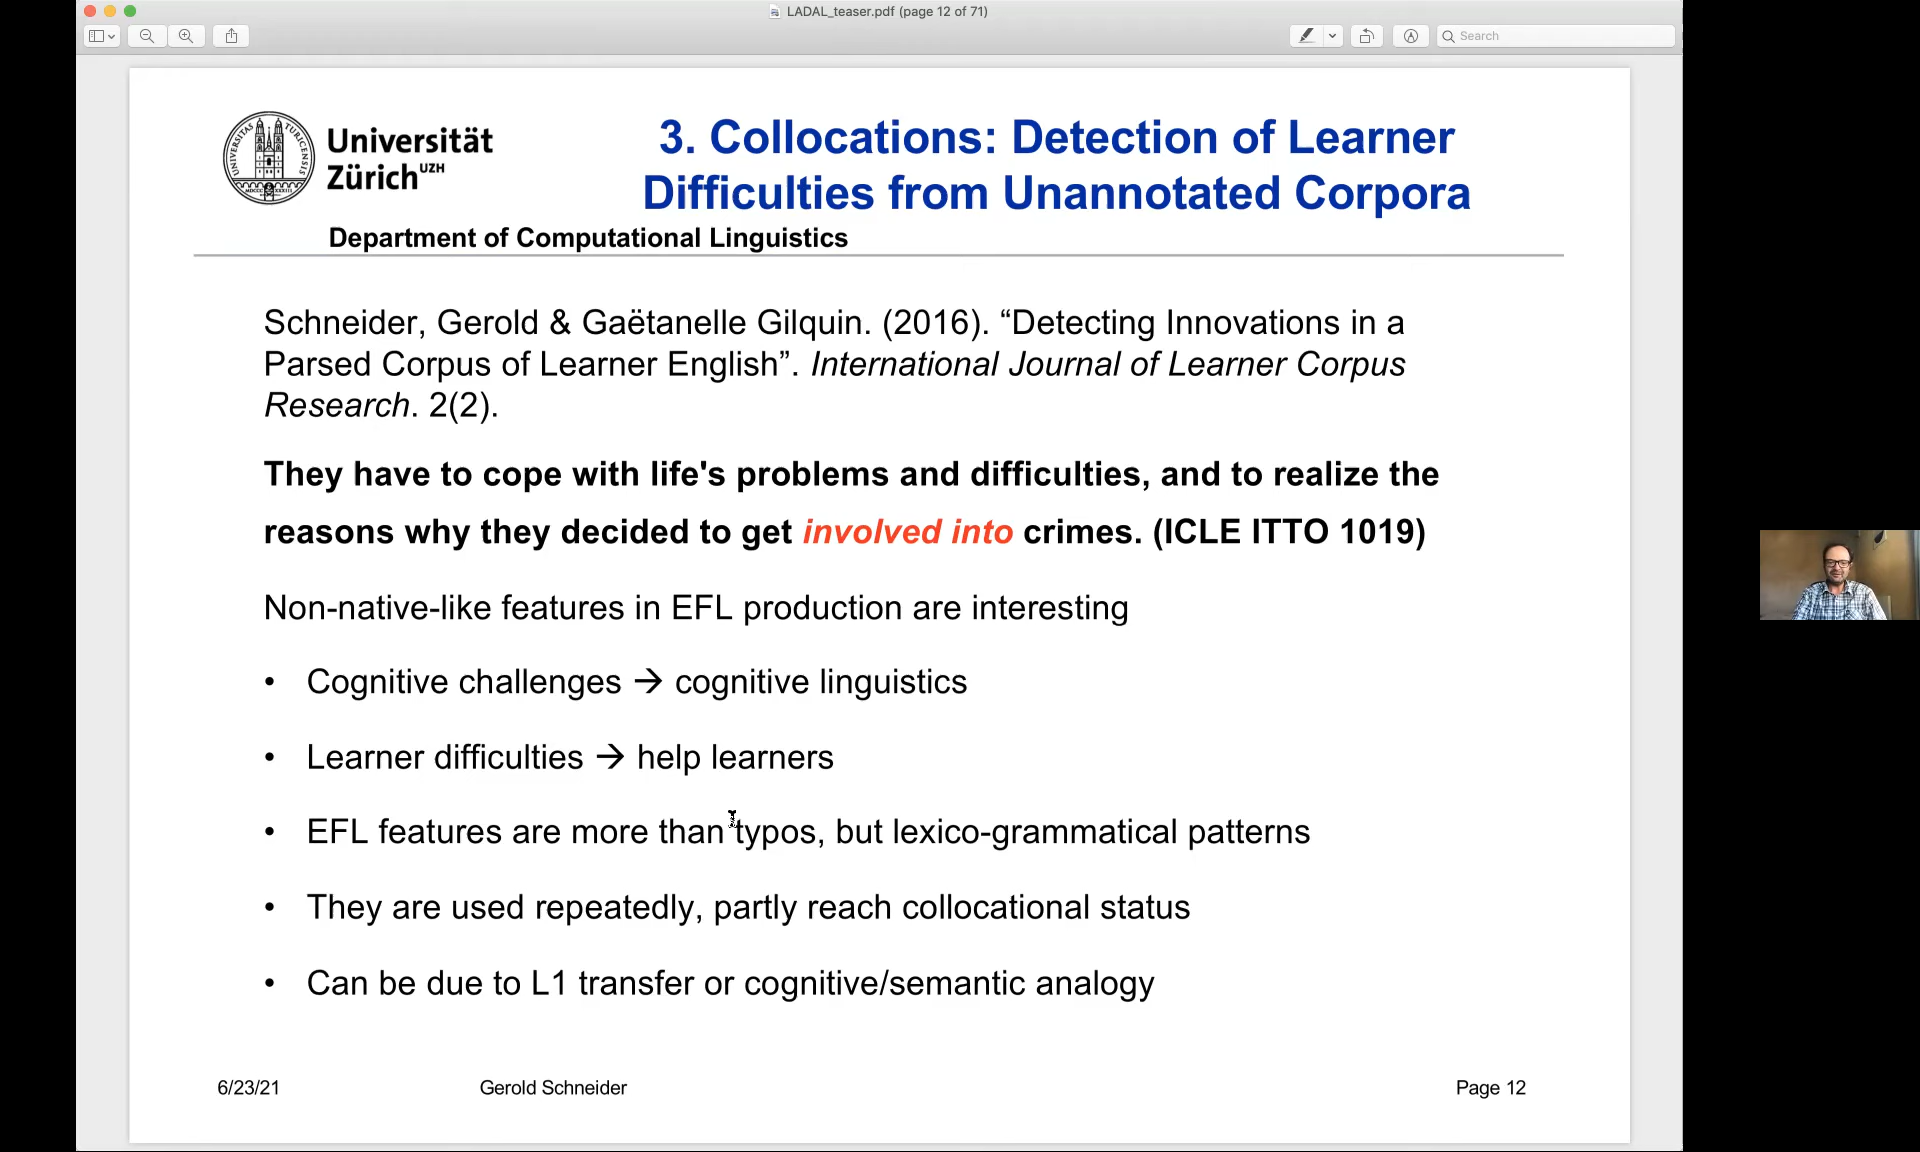 LADAL_teaser.pdf (page 12 of 71)
Search
UNIVERSITAS TURICENSIS
MDCCC XXXIII
Universität
Zürich UZH
3. Collocations: Detection of Learner
Difficulties from Unannotated Corpora
Department of Computational Linguistics
Schneider, Gerold & Gaëtanelle Gilquin. (2016). “Detecting Innovations in a
Parsed Corpus of Learner English”. International Journal of Learner Corpus
Research. 2(2).
They have to cope with life's problems and difficulties, and to realize the
reasons why they decided to get involved into crimes. (ICLE ITTO 1019)
Non-native-like features in EFL production are interesting
• Cognitive challenges → cognitive linguistics
• Learner difficulties → help learners
• EFL features are more than typos, but lexico-grammatical patterns
• They are used repeatedly, partly reach collocational status
• Can be due to L1 transfer or cognitive/semantic analogy
6/23/21
Gerold Schneider
Page 12